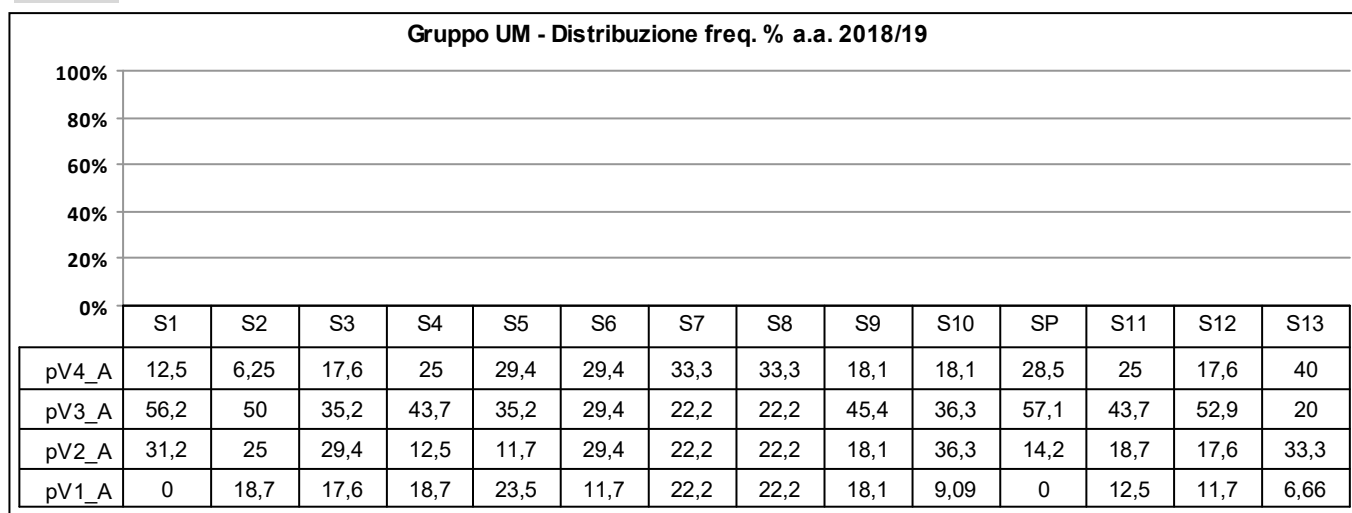 Gruppo UM - Distribuzione freq. % a.a. 2018/19
100%
80%
60%
40%
20%
0%
S1 S2 S3 S4 S5 S6 S7 S8 S9 S10 SP S11 S12 S13
pV4_A 12,5 6,25 17,6 25 29,4 29,4 33,3 33,3 18,1 18,1 28,5 25 17,6 40
pV3_A 56,2 50 35,2 43,7 35,2 29,4 22,2 22,2 45,4 36,3 57,1 43,7 52,9 20
pV2_A 31,2 25 29,4 12,5 11,7 29,4 22,2 22,2 18,1 36,3 14,2 18,7 17,6 33,3
pV1_A 0 18,7 17,6 18,7 23,5 11,7 22,2 22,2 18,1 9,09 0 12,5 11,7 6,66